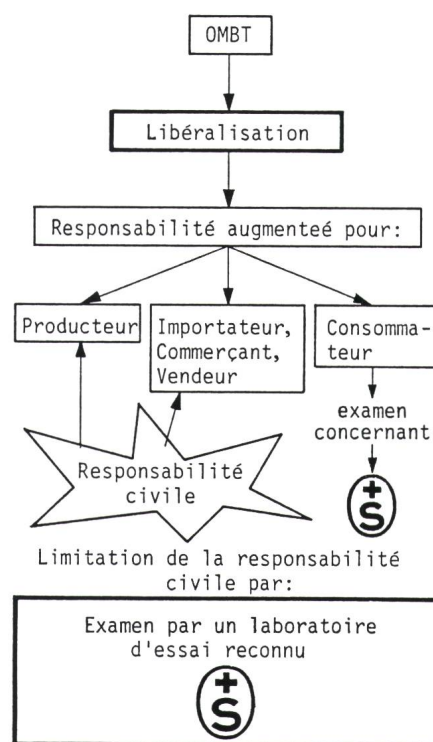 OMBT
Libéralisation
Responsabilité augmenteé pour:
Producteur
Importateur,
Commerçant,
Vendeur
Consomma-
teur
examen
concernant
+
S
Responsabilité
civile
Limitation de la responsabilité
civile par:
Examen par un laboratoire
d'essai reconnu
+
S